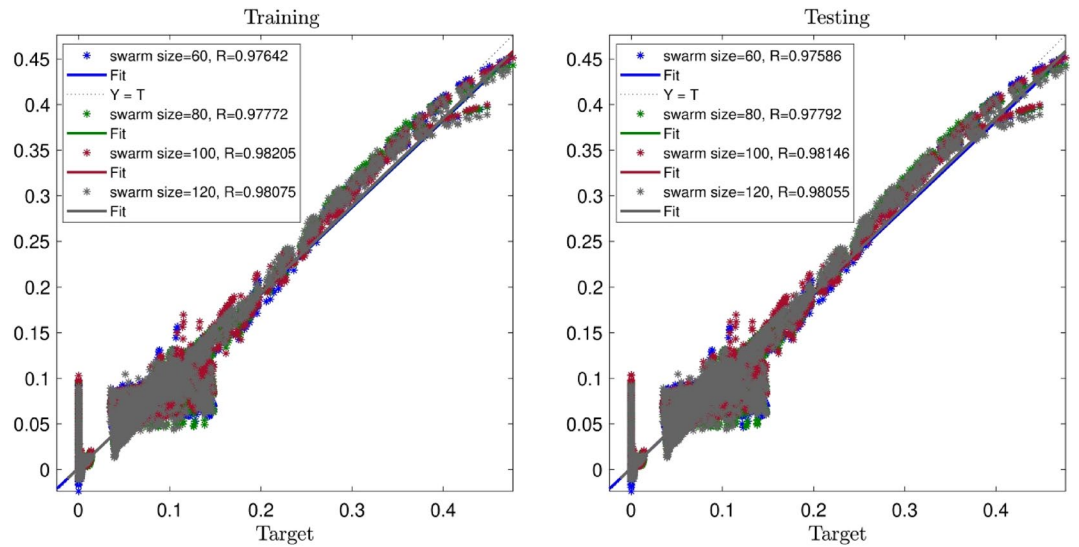 Training
swarm size=60, R=0.97642
Fit
Y = T
swarm size=80, R=0.97772
Fit
swarm size=100, R=0.98205
Fit
swarm size=120, R=0.98075
Fit
0.45
0.4
0.35
0.3
0.25
0.2
0.15
0.1
0.05
0
0 0.1 0.2 0.3 0.4
Target
Testing
swarm size=60, R=0.97586
Fit
Y = T
swarm size=80, R=0.97792
Fit
swarm size=100, R=0.98146
Fit
swarm size=120, R=0.98055
Fit
0.45
0.4
0.35
0.3
0.25
0.2
0.15
0.1
0.05
0
0 0.1 0.2 0.3 0.4
Target